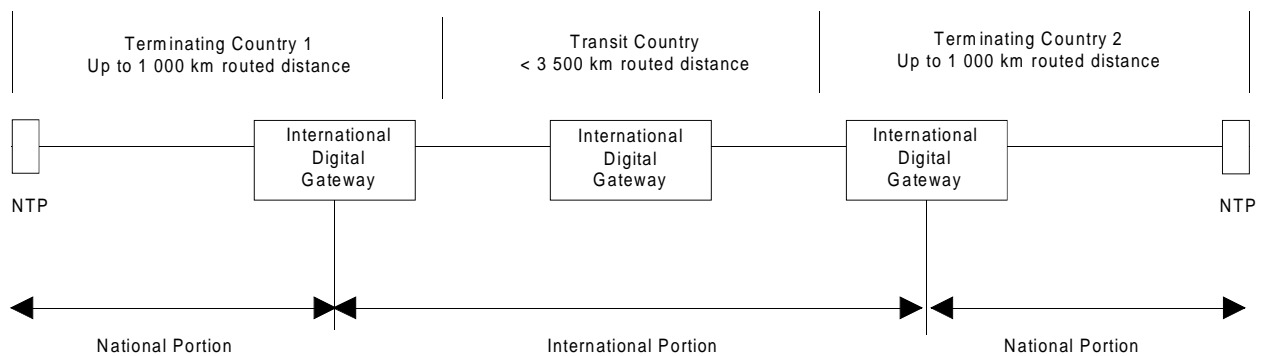 Terminating Country 1
Up to 1 000 km routed distance
Transit Country
< 3 500 km routed distance
Terminating Country 2
Up to 1 000 km routed distance
International
Digital
Gateway
International
Digital
Gateway
International
Digital
Gateway
NTP
NTP
National Portion
International Portion
National Portion